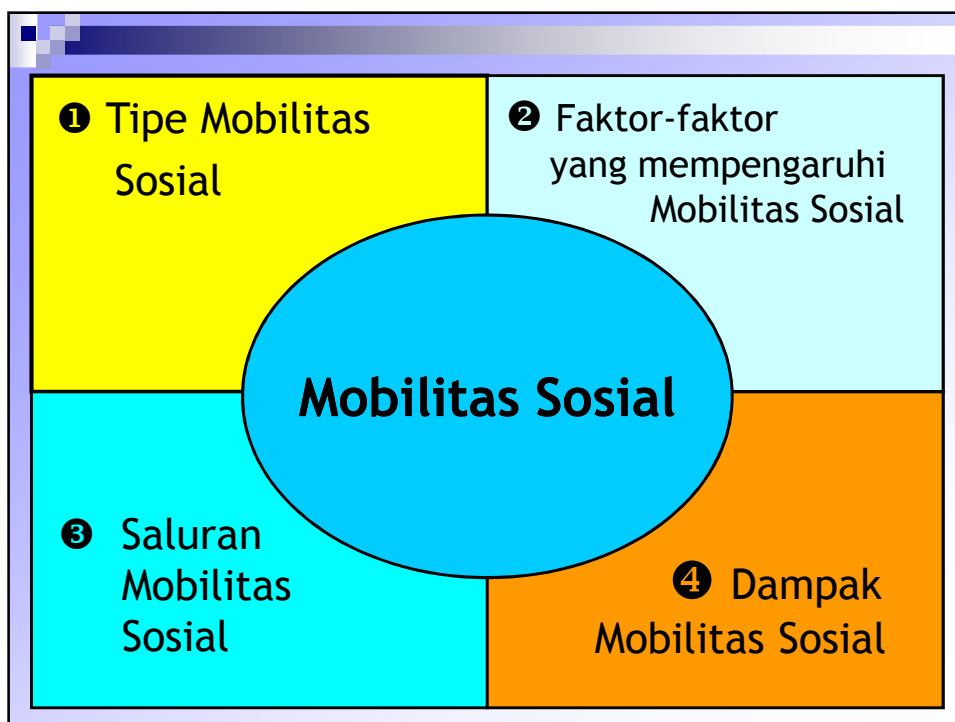 ❶ Tipe Mobilitas
Sosial
❷ Faktor-faktor
yang mempengaruhi
Mobilitas Sosial
Mobilitas Sosial
❸ Saluran
Mobilitas
Sosial
❹ Dampak
Mobilitas Sosial